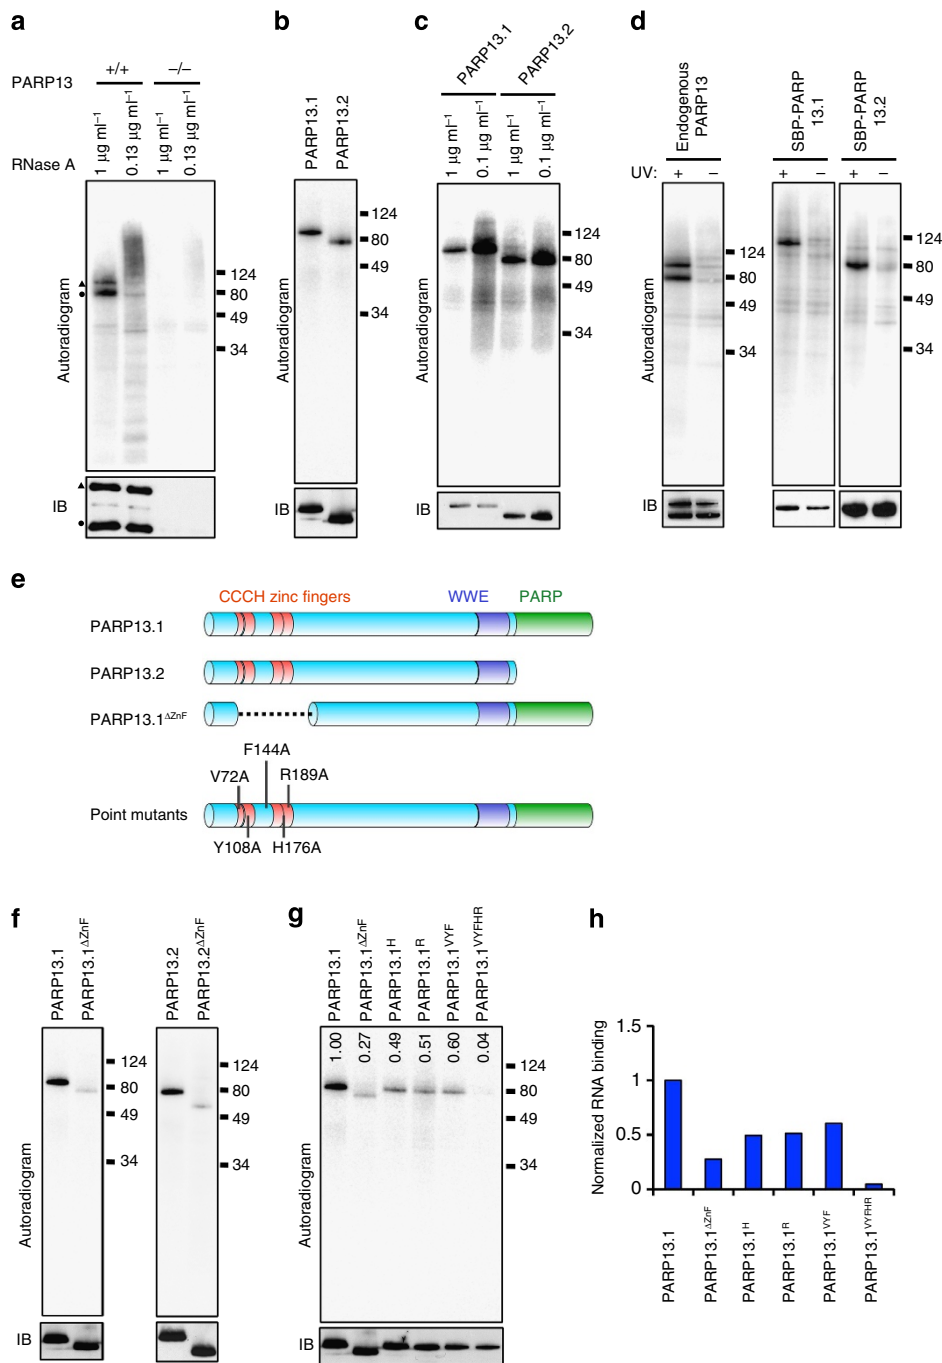 a
PARP13
+/+
–/–
RNase A
1 µg ml⁻¹
0.13 µg ml⁻¹
1 µg ml⁻¹
0.13 µg ml⁻¹
Autoradiogram
124
80
49
34
IB
b
PARP13.1
PARP13.2
Autoradiogram
124
80
49
34
IB
c
PARP13.1
PARP13.2
1 µg ml⁻¹
0.1 µg ml⁻¹
1 µg ml⁻¹
0.1 µg ml⁻¹
Autoradiogram
124
80
49
34
IB
d
Endogenous
PARP13
SBP-PARP
13.1
SBP-PARP
13.2
UV:
+
–
+
–
+
–
Autoradiogram
124
80
49
34
124
80
49
34
IB
e
CCCH zinc fingers
WWE
PARP
PARP13.1
PARP13.2
PARP13.1ΔZnF
F144A
V72A
R189A
Point mutants
Y108A
H176A
f
PARP13.1
PARP13.1ΔZnF
PARP13.2
PARP13.2ΔZnF
Autoradiogram
124
80
49
34
124
80
49
34
IB
g
PARP13.1
PARP13.1ΔZnF
PARP13.1H
PARP13.1R
PARP13.1VYF
PARP13.1VYFHR
1.00
0.27
0.49
0.51
0.60
0.04
Autoradiogram
124
80
49
34
IB
h
Normalized RNA binding
1.5
1
0.5
0
PARP13.1
PARP13.1ΔZnF
PARP13.1H
PARP13.1R
PARP13.1VYF
PARP13.1VYFHR